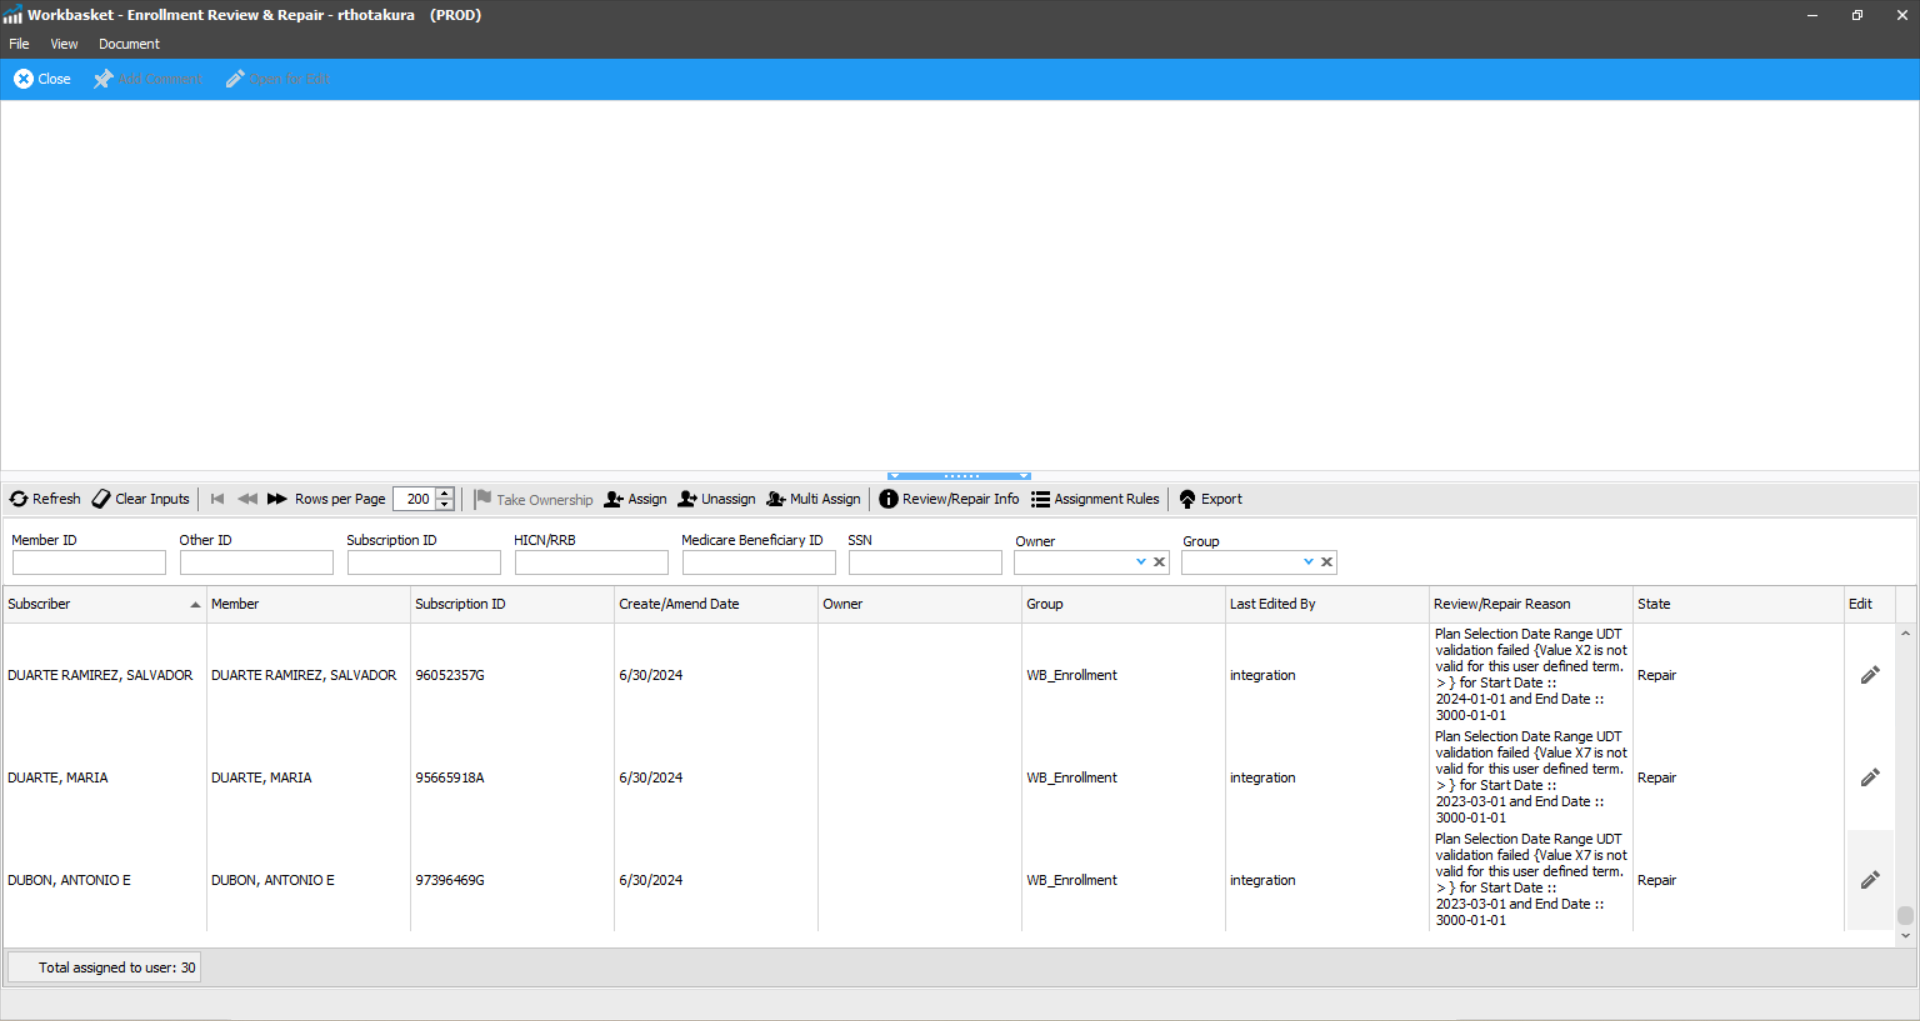 Workbasket - Enrollment Review & Repair - rthotakura    (PROD)
File    View    Document
Close    Add Comment    Open for Edit
Refresh    Clear Inputs    Rows per Page    200    Take Ownership    Assign    Unassign    Multi Assign    Review/Repair Info    Assignment Rules    Export
Member ID    Other ID    Subscription ID    HICN/RRB    Medicare Beneficiary ID    SSN    Owner    Group
Subscriber    Member    Subscription ID    Create/Amend Date    Owner    Group    Last Edited By    Review/Repair Reason    State    Edit
Plan Selection Date Range UDT
validation failed {Value X2 is not
valid for this user defined term.
DUARTE RAMIREZ, SALVADOR    DUARTE RAMIREZ, SALVADOR    96052357G    6/30/2024    WB_Enrollment    integration    > } for Start Date ::    Repair
2024-01-01 and End Date ::
3000-01-01
Plan Selection Date Range UDT
validation failed {Value X7 is not
valid for this user defined term.
DUARTE, MARIA    DUARTE, MARIA    95665918A    6/30/2024    WB_Enrollment    integration    > } for Start Date ::    Repair
2023-03-01 and End Date ::
3000-01-01
Plan Selection Date Range UDT
validation failed {Value X7 is not
valid for this user defined term.
DUBON, ANTONIO E    DUBON, ANTONIO E    97396469G    6/30/2024    WB_Enrollment    integration    > } for Start Date ::    Repair
2023-03-01 and End Date ::
3000-01-01
Total assigned to user: 30